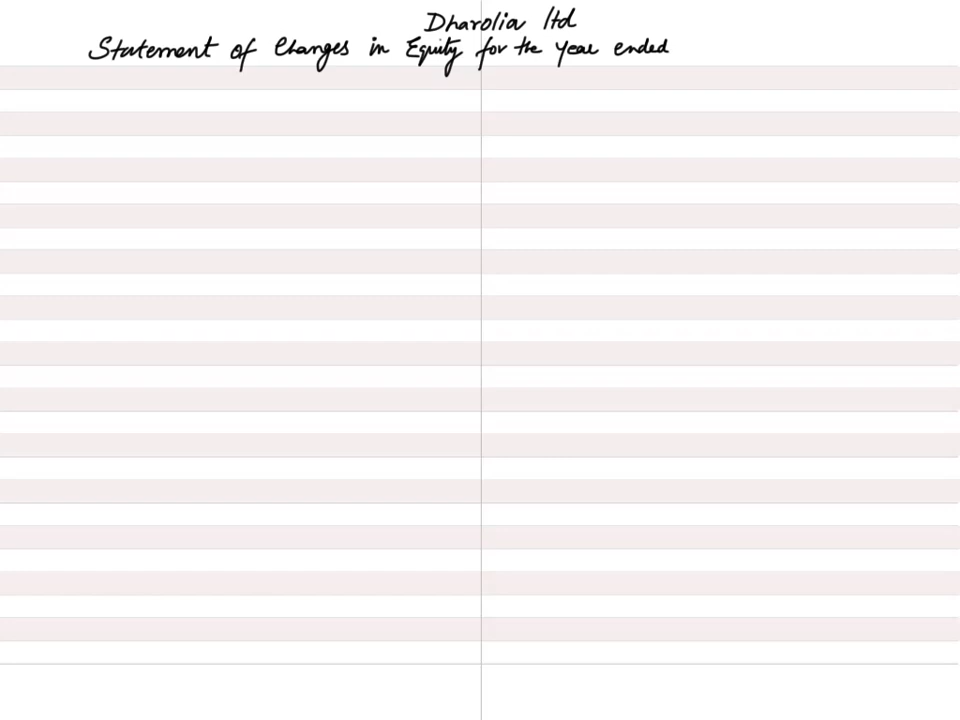 Dharolia ltd
Statement of Changes in Equity for the year ended